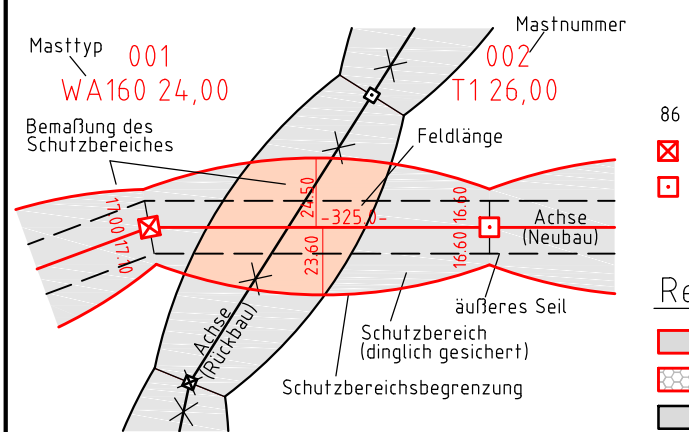 Mastnummer
Masttyp
001
002
WA160 24,00
T1 26,00
86
Bemaßung des
Schutzbereiches
Feldlänge
17.00
17.10
24.50
23.60
-325.0-
16.60
16.60
Achse
(Neubau)
äußeres Seil
Achse
(Rückbau)
Schutzbereich
(dinglich gesichert)
Schutzbereichsbegrenzung
Re